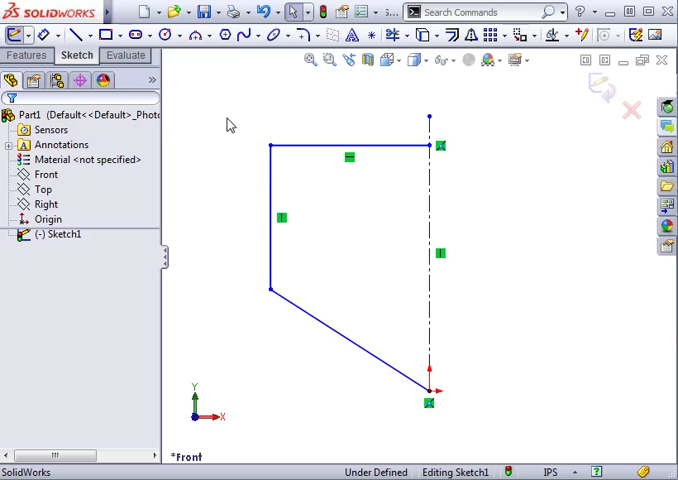 SOLIDWORKS
S...
Search Commands
Features
Sketch
Evaluate
Part1 (Default<<Default>_Photo
Sensors
Annotations
Material <not specified>
Front
Top
Right
Origin
(-) Sketch1
Y
X
*Front
SolidWorks
Under Defined
Editing Sketch1
IPS